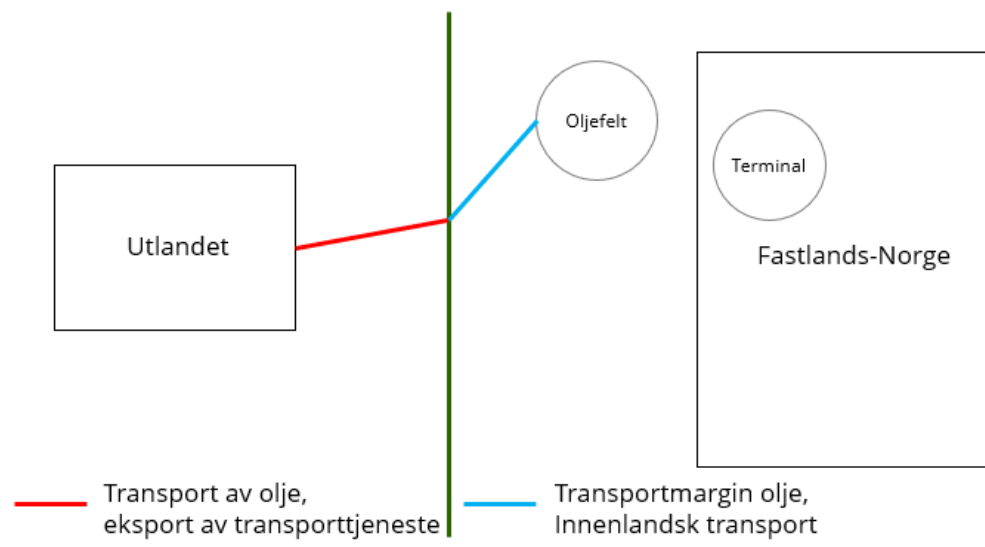 Oljefelt
Terminal
Utlandet
Fastlands-Norge
Transport av olje,
eksport av transporttjeneste
Transportmargin olje,
Innenlandsk transport